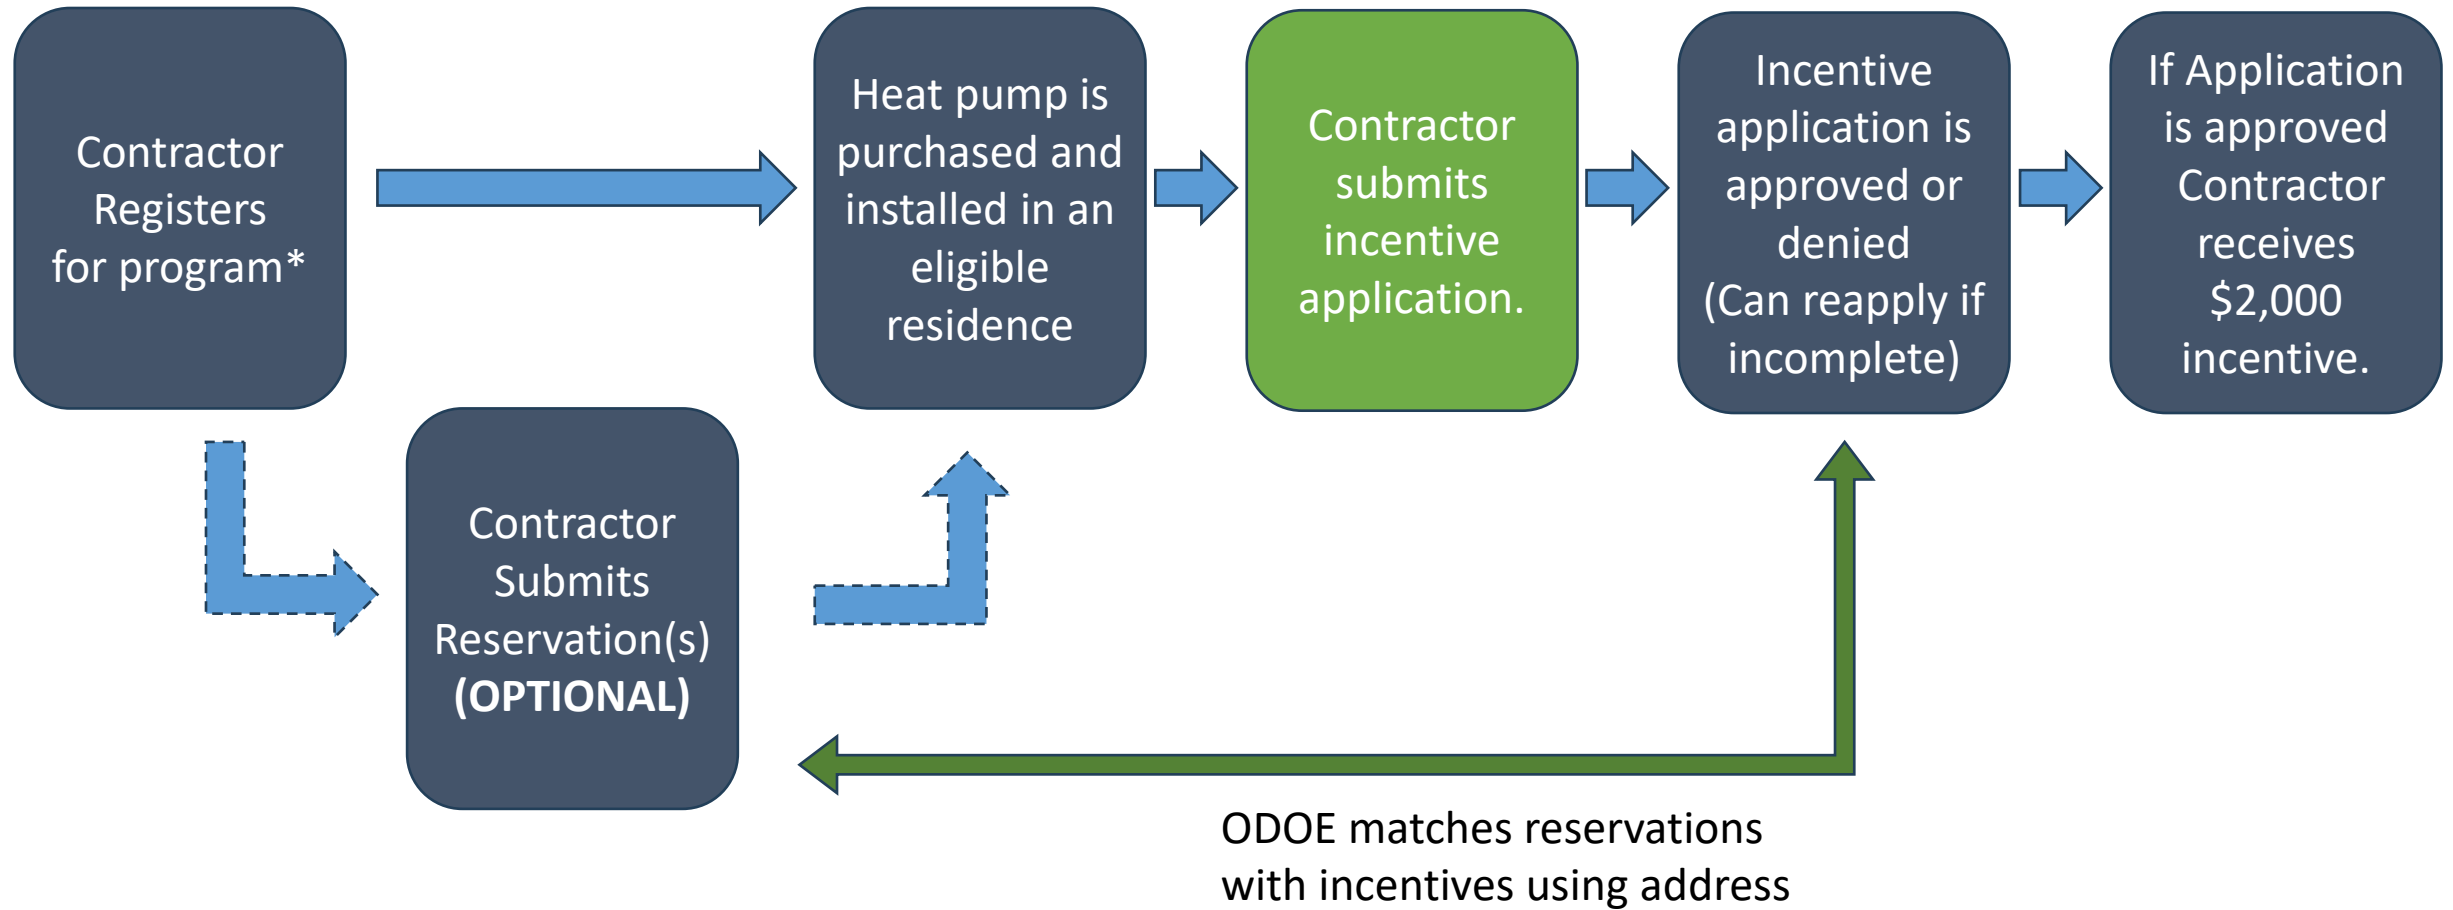 Contractor
Registers
for program*
Heat pump is
purchased and
installed in an
eligible
residence
Contractor
submits
incentive
application.
Incentive
application is
approved or
denied
(Can reapply if
incomplete)
If Application
is approved
Contractor
receives
$2,000
incentive.
Contractor
Submits
Reservation(s)
(OPTIONAL)
ODOE matches reservations
with incentives using address